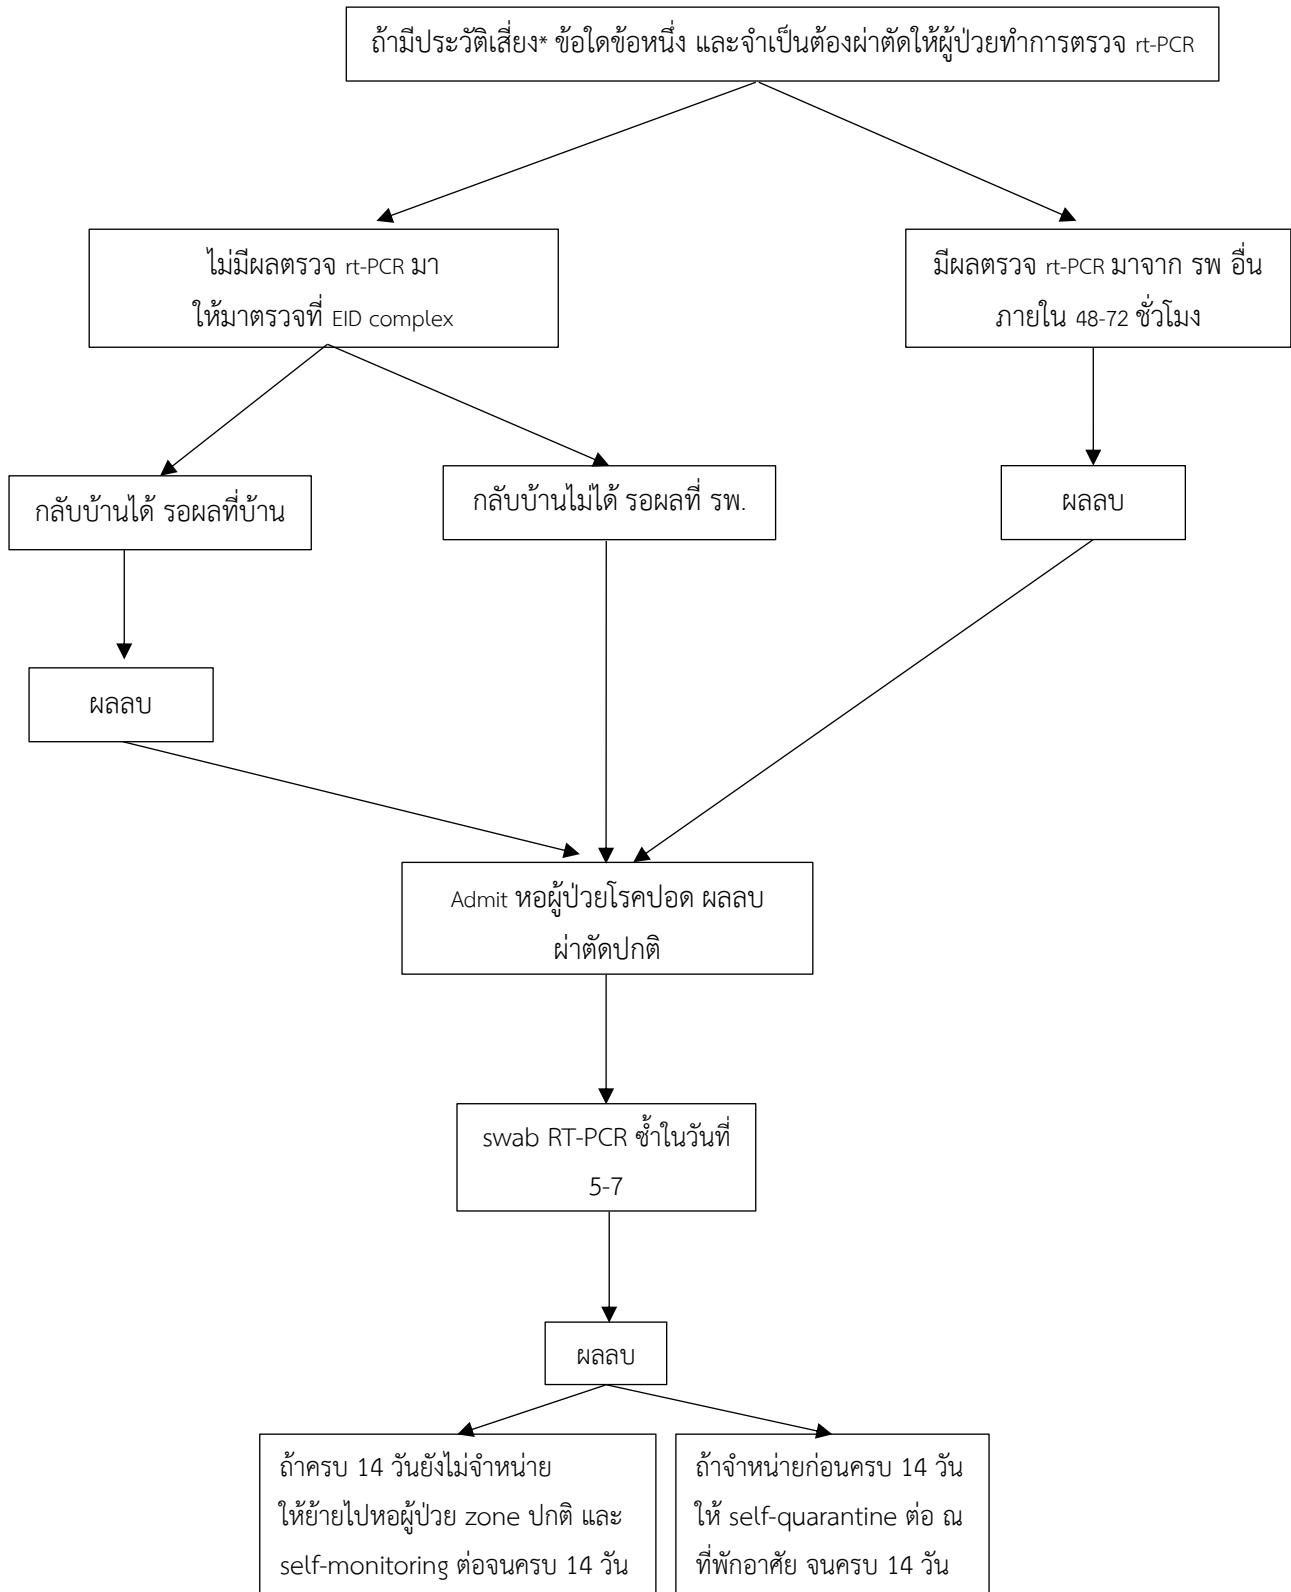 ถ้ามีประวัติเสี่ยง* ข้อใดข้อหนึ่ง และจำเป็นต้องผ่าตัดให้ผู้ป่วยทำการตรวจ rt-PCR
ไม่มีผลตรวจ rt-PCR มา
ให้มาตรวจที่ EID complex
มีผลตรวจ rt-PCR มาจาก รพ อื่น
ภายใน 48-72 ชั่วโมง
กลับบ้านได้ รอผลที่บ้าน
กลับบ้านไม่ได้ รอผลที่ รพ.
ผลลบ
ผลลบ
Admit หอผู้ป่วยโรคปอด ผลลบ
ผ่าตัดปกติ
swab RT-PCR ซ้ำในวันที่
5-7
ผลลบ
ถ้าครบ 14 วันยังไม่จำหน่าย
ให้ย้ายไปหอผู้ป่วย zone ปกติ และ
self-monitoring ต่อจนครบ 14 วัน
ถ้าจำหน่ายก่อนครบ 14 วัน
ให้ self-quarantine ต่อ ณ
ที่พักอาศัย จนครบ 14 วัน